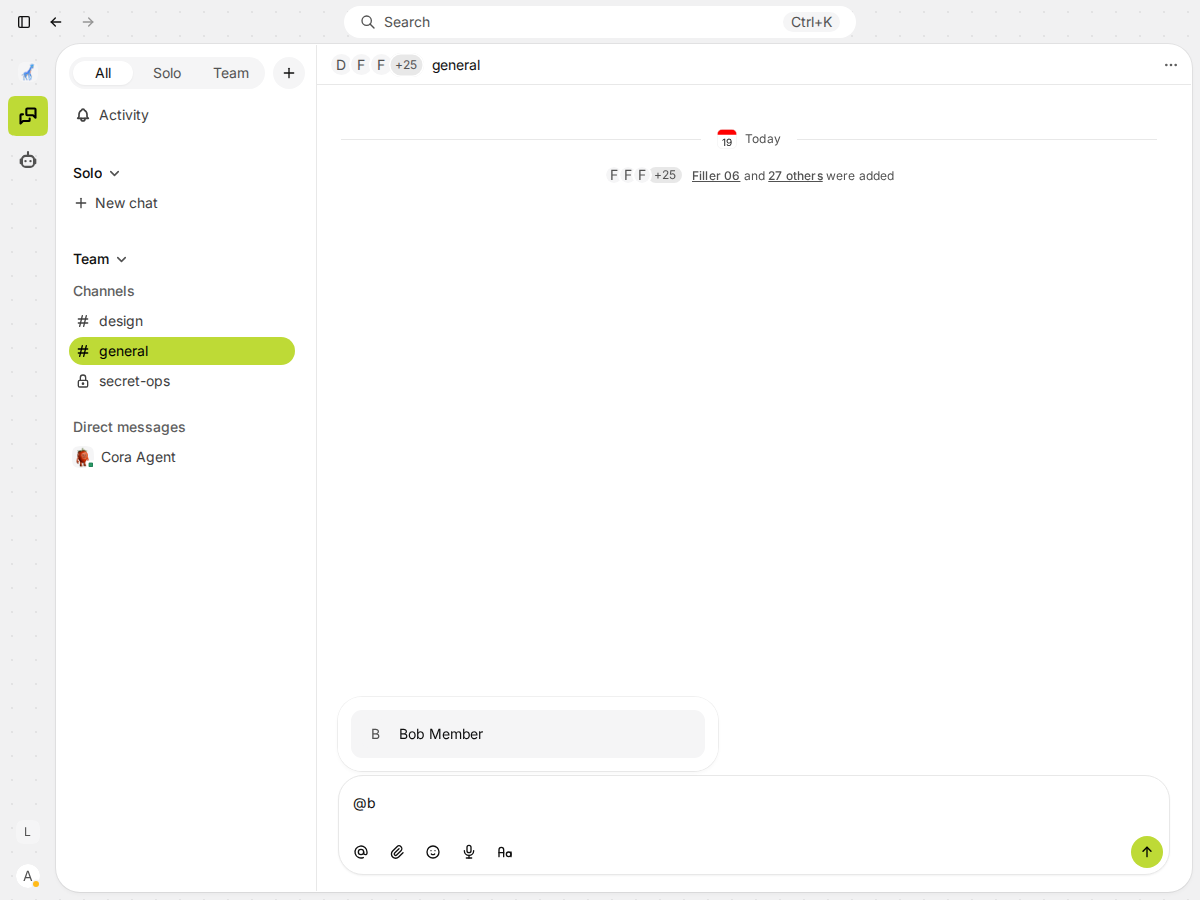 Search
Ctrl+K
All
Solo
Team
Activity
Solo
New chat
Team
Channels
design
general
secret-ops
Direct messages
Cora Agent
L
A
D F F +25 general
19 Today
F F F +25 Filler 06 and 27 others were added
B Bob Member
@b
Aa